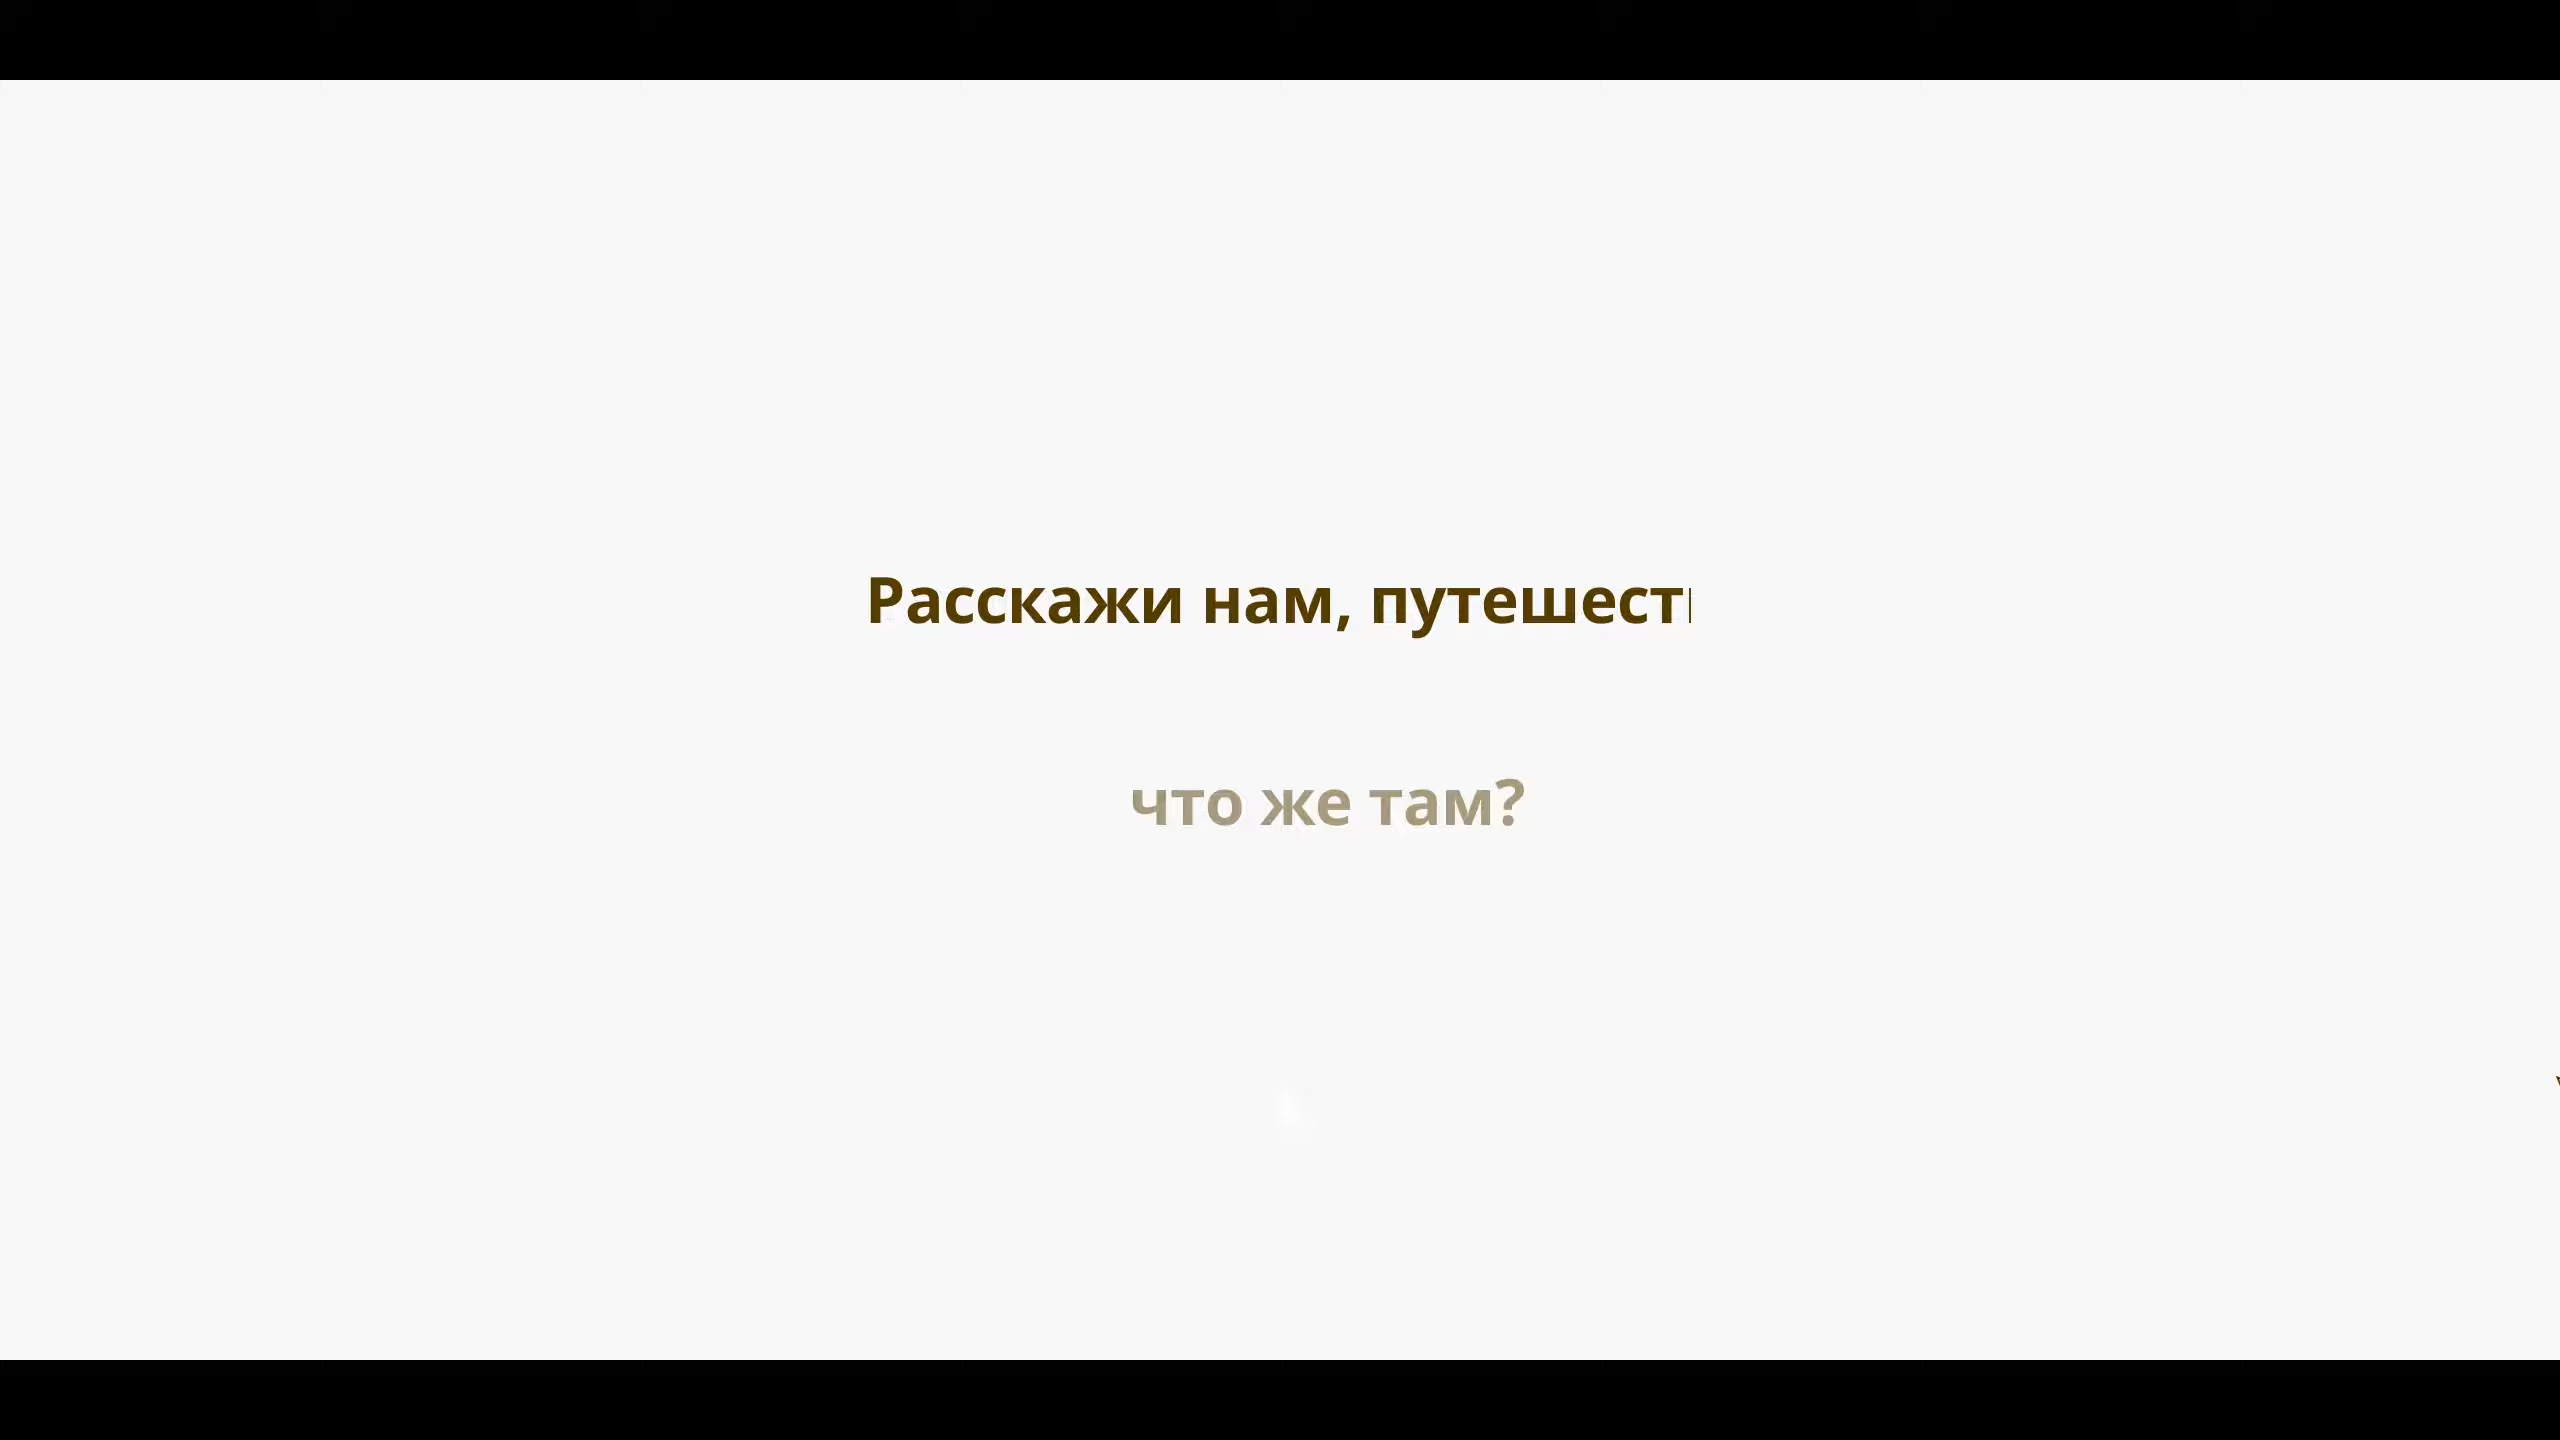 Расскажи нам, путешест
что же там?